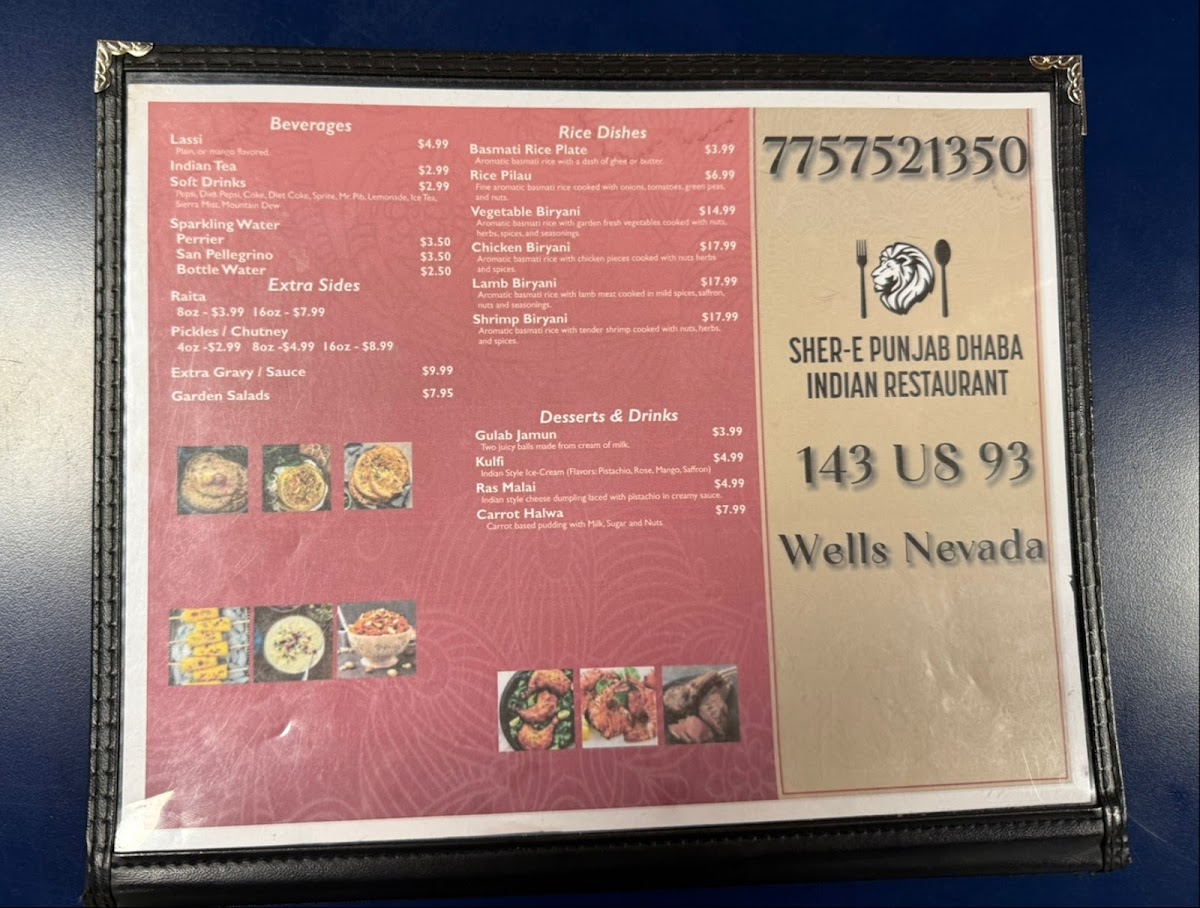 Beverages
Lassi $4.99
Plain, or mango flavored.
Indian Tea $2.99
Soft Drinks $2.99
Pepsi, Diet Pepsi, Coke, Diet Coke, Sprite, Mr. Pib, Lemonade, Ice Tea,
Sierra Mist, Mountain Dew
Sparkling Water
Perrier $3.50
San Pellegrino $3.50
Bottle Water $2.50
Extra Sides
Raita
8oz - $3.99 16oz - $7.99
Pickles / Chutney
4oz -$2.99 8oz -$4.99 16oz - $8.99
Extra Gravy / Sauce $9.99
Garden Salads $7.95
Rice Dishes
Basmati Rice Plate $3.99
Aromatic basmati rice with a dash of ghee or butter.
Rice Pilau $6.99
Fine aromatic basmati rice cooked with onions, tomatoes, green peas,
and nuts.
Vegetable Biryani $14.99
Aromatic basmati rice with garden fresh vegetables cooked with nuts,
herbs, spices, and seasonings.
Chicken Biryani $17.99
Aromatic basmati rice with chicken pieces cooked with nuts herbs
and spices.
Lamb Biryani $17.99
Aromatic basmati rice with lamb meat cooked in mild spices, saffron,
nuts and seasonings.
Shrimp Biryani $17.99
Aromatic basmati rice with tender shrimp cooked with nuts, herbs,
and spices.
Desserts & Drinks
Gulab Jamun $3.99
Two juicy balls made from cream of milk.
Kulfi $4.99
Indian Style Ice-Cream (Flavors: Pistachio, Rose, Mango, Saffron)
Ras Malai $4.99
Indian style cheese dumpling laced with pistachio in creamy sauce.
Carrot Halwa $7.99
Carrot based pudding with Milk, Sugar and Nuts
7757521350
SHER-E PUNJAB DHABA
INDIAN RESTAURANT
143 US 93
Wells Nevada